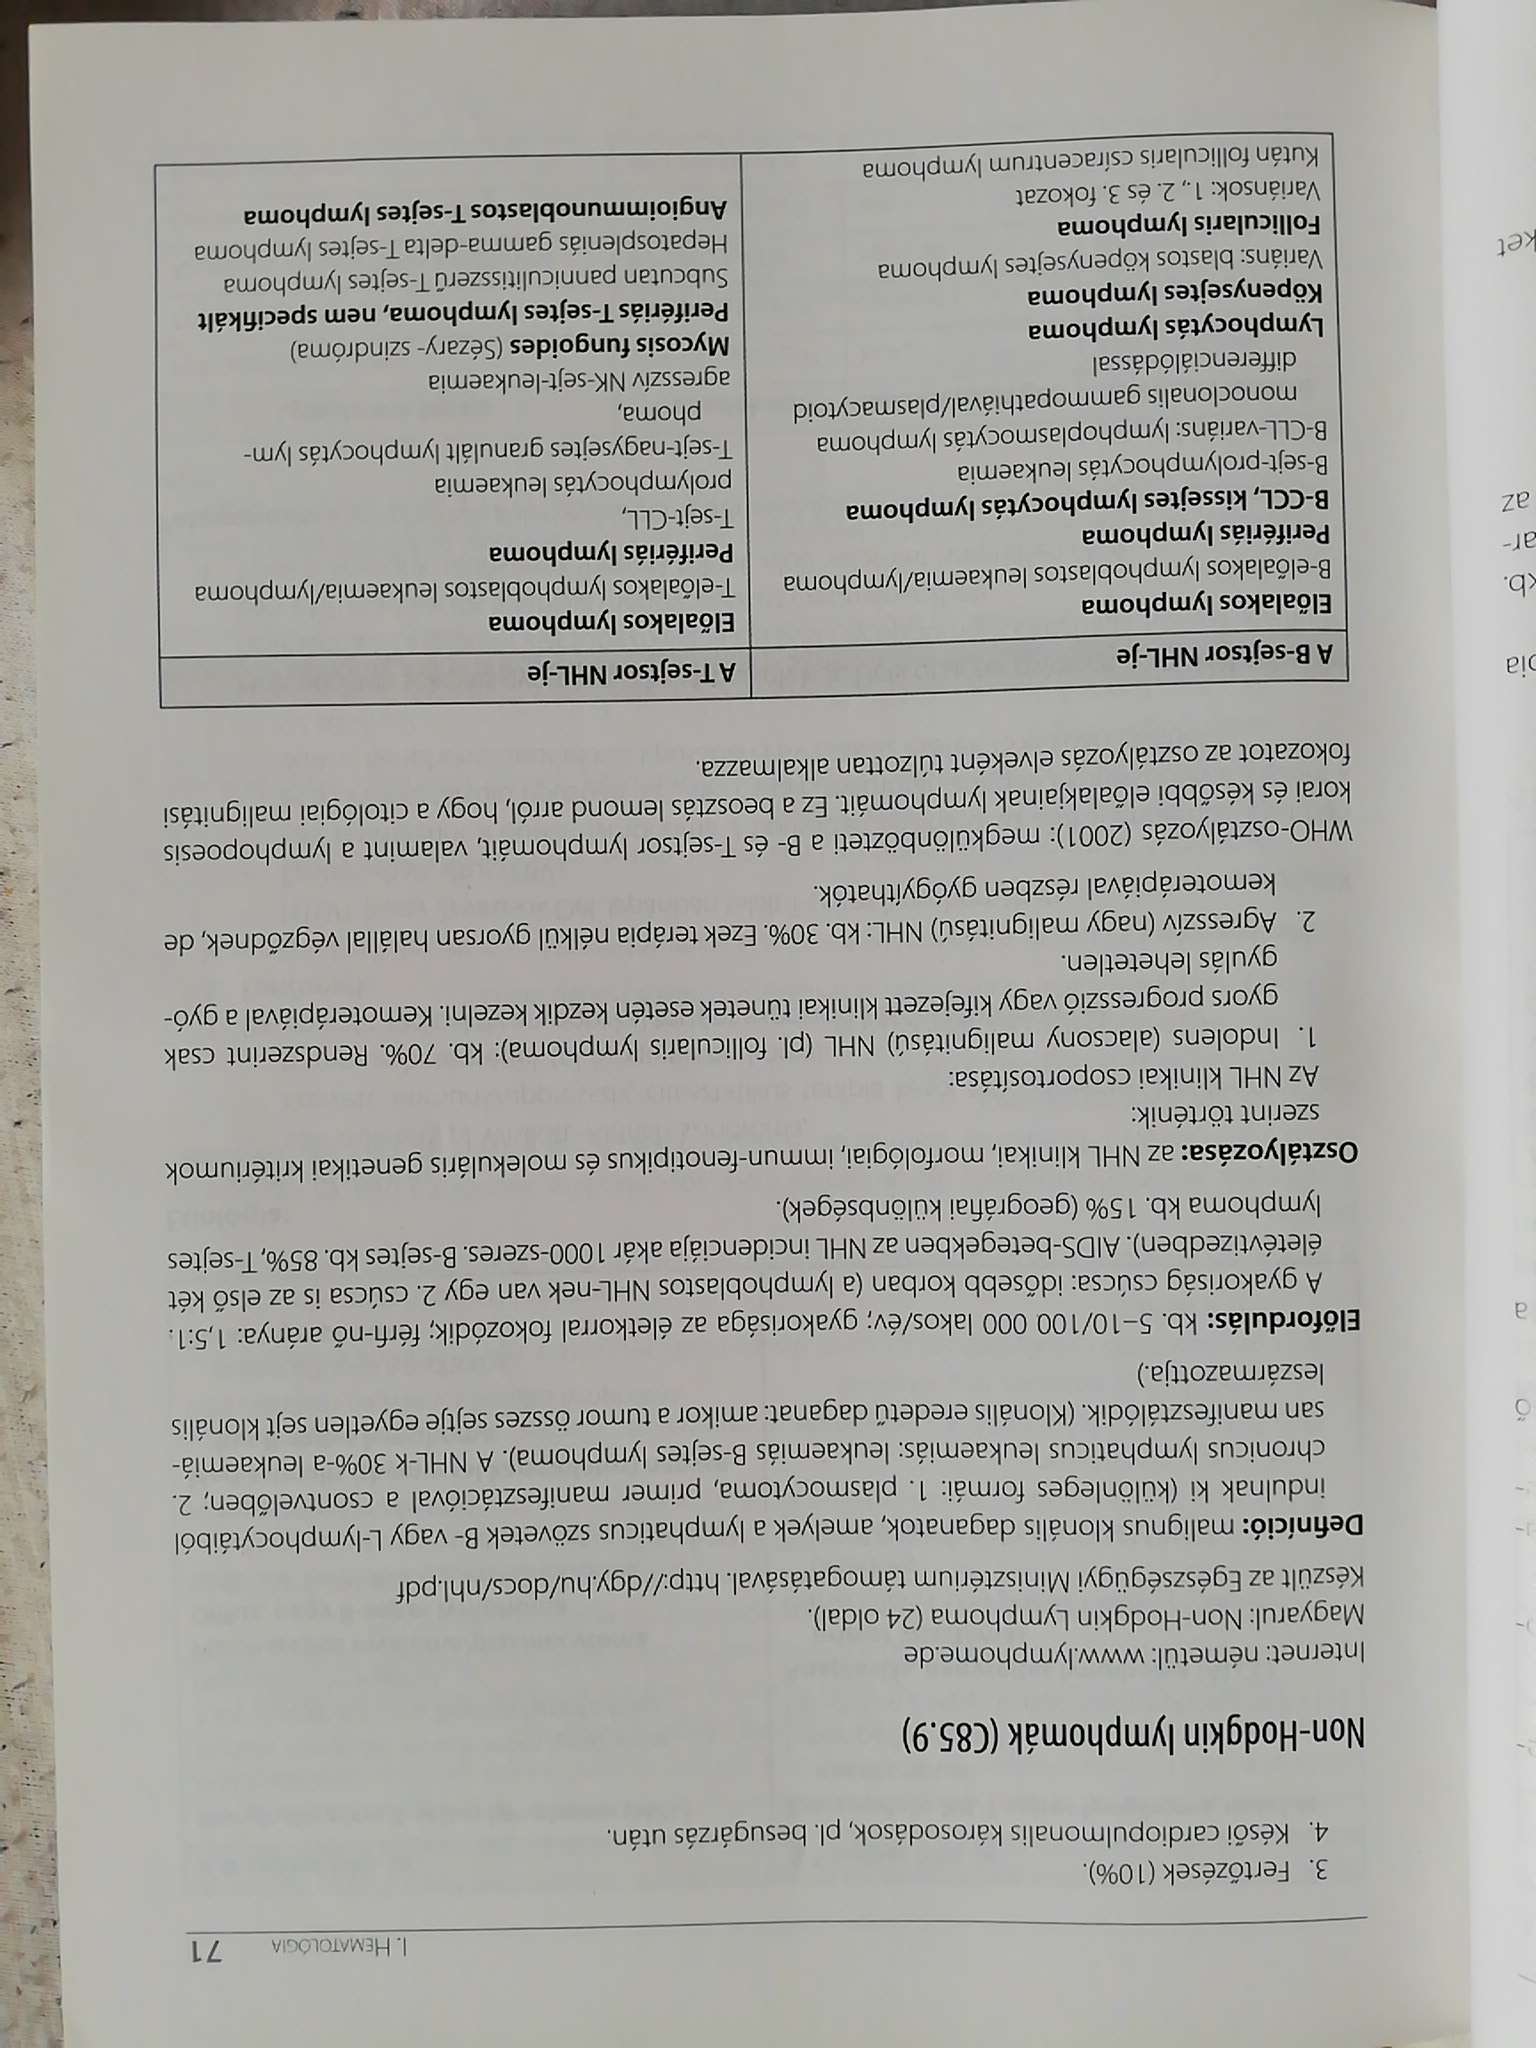 I. HEMATOLÓGIA 71
3. Fertőzések (10%).
4. Késői cardiopulmonalis károsodások, pl. besugárzás után.
Non-Hodgkin lymphomák (C85.9)
Internet: németül: www.lymphome.de
Magyarul: Non-Hodgkin Lymphoma (24 oldal).
Készült az Egészségügyi Minisztérium támogatásával. http://dgy.hu/docs/nhl.pdf
Definíció: malignus klonális daganatok, amelyek a lymphaticus szövetek B- vagy L-lymphocytáiból
indulnak ki (különleges formái: 1. plasmocytoma, primer manifesztációval a csontvelőben; 2.
chronicus lymphaticus leukaemiás: leukaemiás B-sejtes lymphoma). A NHL-k 30%-a leukaemiá-
san manifesztálódik. (Klonális eredetű daganat: amikor a tumor összes sejtje egyetlen sejt klonális
leszármazottja.)
Előfordulás: kb. 5–10/100 000 lakos/év; gyakorisága az életkorral fokozódik; férfi-nő aránya: 1,5:1.
A gyakoriság csúcsa: idősebb korban (a lymphoblastos NHL-nek van egy 2. csúcsa is az első két
életévtizedben). AIDS-betegekben az NHL incidenciája akár 1000-szeres. B-sejtes kb. 85%, T-sejtes
lymphoma kb. 15% (geográfiai különbségek).
Osztályozása: az NHL klinikai, morfológiai, immun-fenotipikus és molekuláris genetikai kritériumok
szerint történik:
Az NHL klinikai csoportosítása:
1. Indolens (alacsony malignitású) NHL (pl. follicularis lymphoma): kb. 70%. Rendszerint csak
gyors progresszió vagy kifejezett klinikai tünetek esetén kezdik kezelni. Kemoterápiával a gyó-
gyulás lehetetlen.
2. Agresszív (nagy malignitású) NHL: kb. 30%. Ezek terápia nélkül gyorsan halállal végződnek, de
kemoterápiával részben gyógyíthatók.
WHO-osztályozás (2001): megkülönbözteti a B- és T-sejtsor lymphomáit, valamint a lymphopoesis
korai és későbbi előalakjainak lymphomáit. Ez a beosztás lemond arról, hogy a citológiai malignitási
fokozatot az osztályozás elveként túlzottan alkalmazza.
A B-sejtsor NHL-je
Előalakos lymphoma
B-előalakos lymphoblastos leukaemia/lymphoma
Perifériás lymphoma
B-CCL, kissejtes lymphocytás lymphoma
B-sejt-prolymphocytás leukaemia
B-CLL-variáns: lymphoplasmocytás lymphoma
monoclonalis gammopathiával/plasmacytoid
differenciálódással
Lymphocytás lymphoma
Köpenysejtes lymphoma
Variáns: blastos köpenysejtes lymphoma
Follicularis lymphoma
Variánsok: 1., 2. és 3. fokozat
Kután follicularis csíracentrum lymphoma
A T-sejtsor NHL-je
Előalakos lymphoma
T-előalakos lymphoblastos leukaemia/lymphoma
Perifériás lymphoma
T-sejt-CLL,
prolymphocytás leukaemia
T-sejt-nagysejtes granulált lymphocytás lym-
phoma,
agresszív NK-sejt-leukaemia
Mycosis fungoides (Sézary- szindróma)
Perifériás T-sejtes lymphoma, nem specifikált
Subcutan panniculitisszerű T-sejtes lymphoma
Hepatospleniás gamma-delta T-sejtes lymphoma
Angioimmunoblastos T-sejtes lymphoma